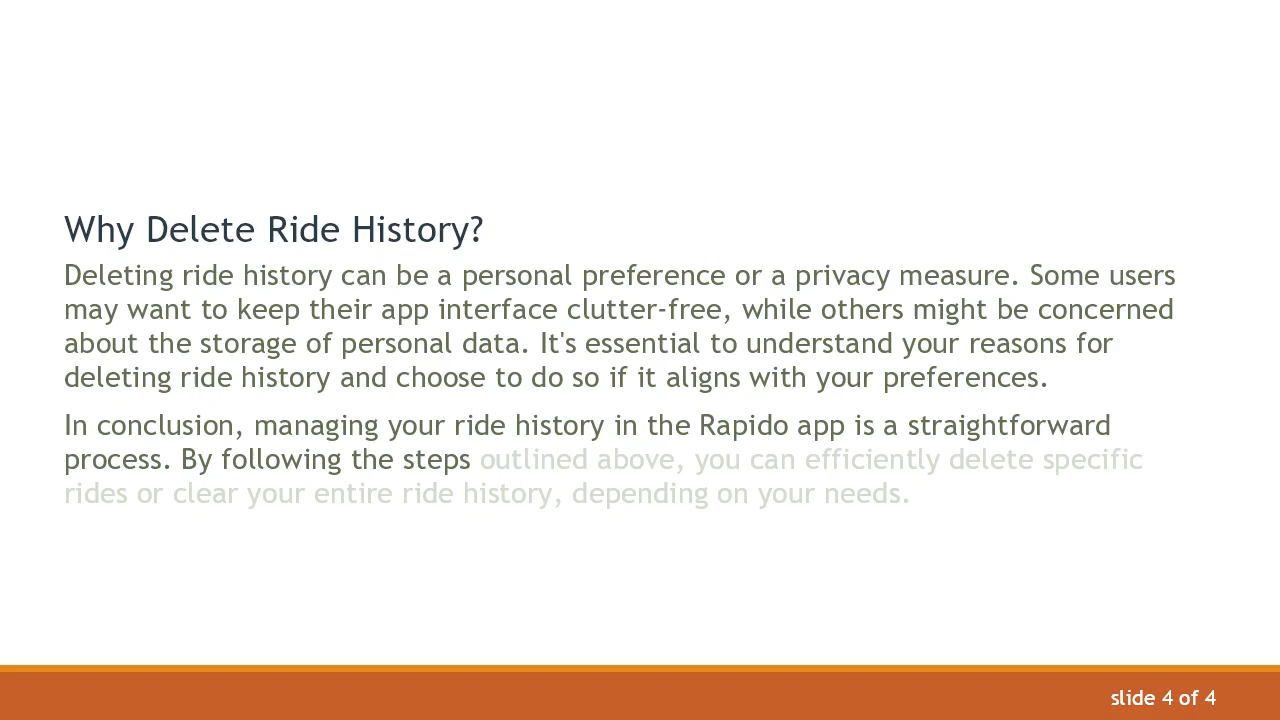 Why Delete Ride History?
Deleting ride history can be a personal preference or a privacy measure. Some users
may want to keep their app interface clutter-free, while others might be concerned
about the storage of personal data. It's essential to understand your reasons for
deleting ride history and choose to do so if it aligns with your preferences.
In conclusion, managing your ride history in the Rapido app is a straightforward
process. By following the steps outlined above, you can efficiently delete specific
rides or clear your entire ride history, depending on your needs.
slide 4 of 4